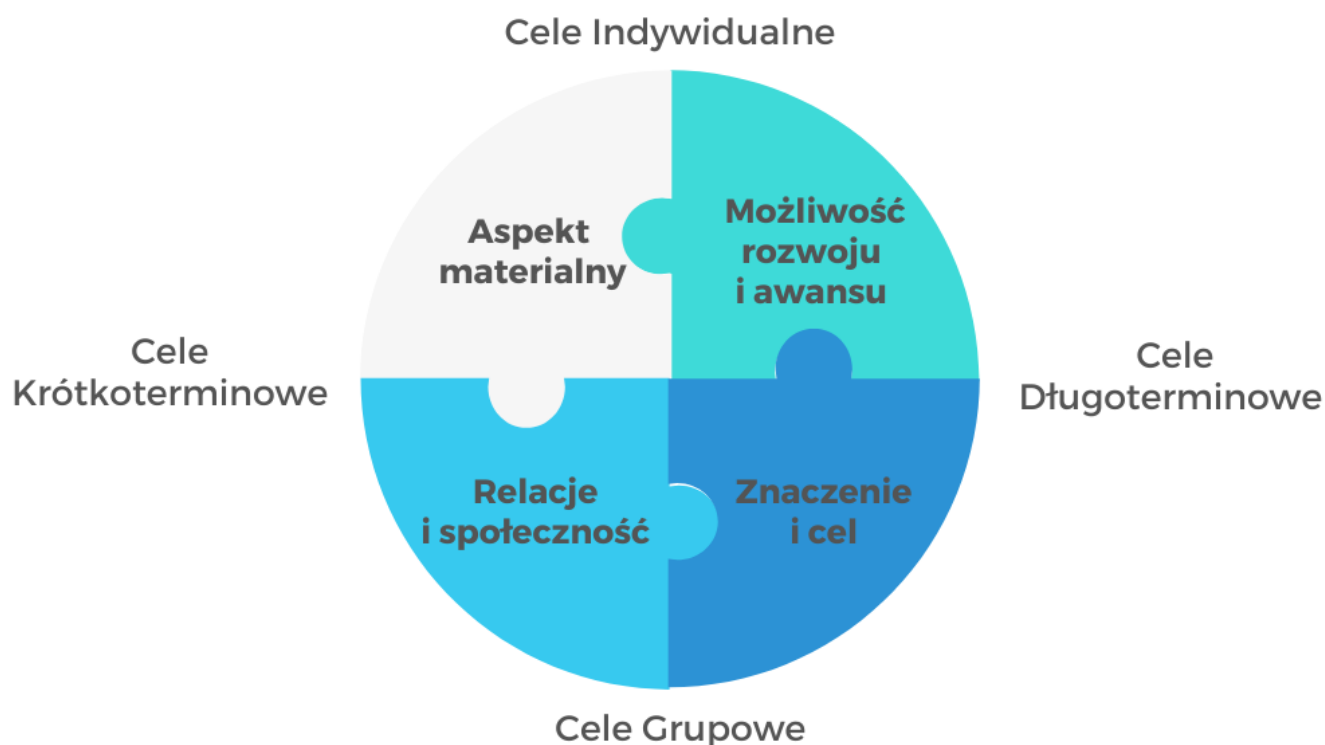 Cele Indywidualne
Aspekt
materialny
Możliwość
rozwoju
i awansu
Cele
Krótkoterminowe
Cele
Długoterminowe
Relacje
i społeczność
Znaczenie
i cel
Cele Grupowe